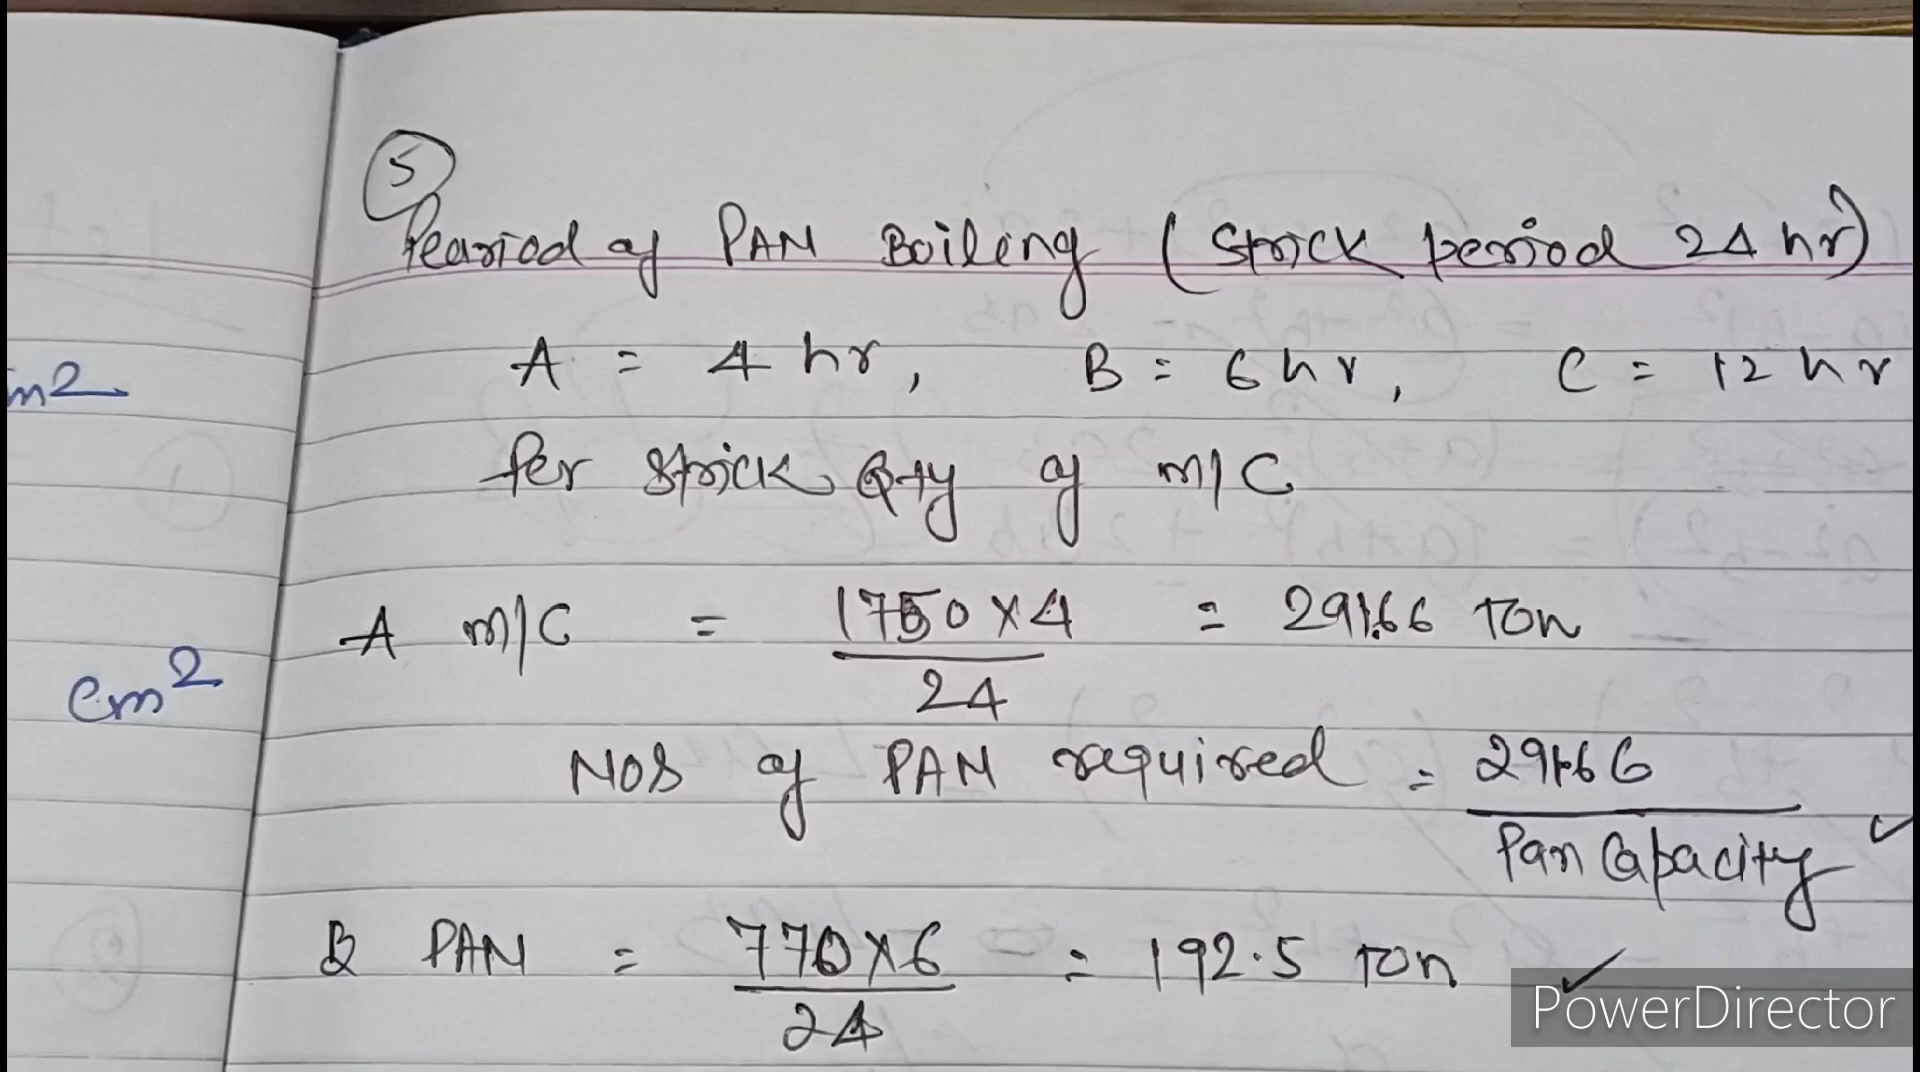 5
Peariod of PAN Boiling (Strick period 24 hr)
A = 4 hr, B = 6 hr, C = 12 hr
m2
Per Strick Qty of m/C
A m/C = 1750 X 4 / 24 = 291.66 Ton
cm²
NOS of PAN required = 291.66 / Pan Capacity ✓
B PAN = 770 X 6 / 24 = 192.5 Ton ✓
PowerDirector